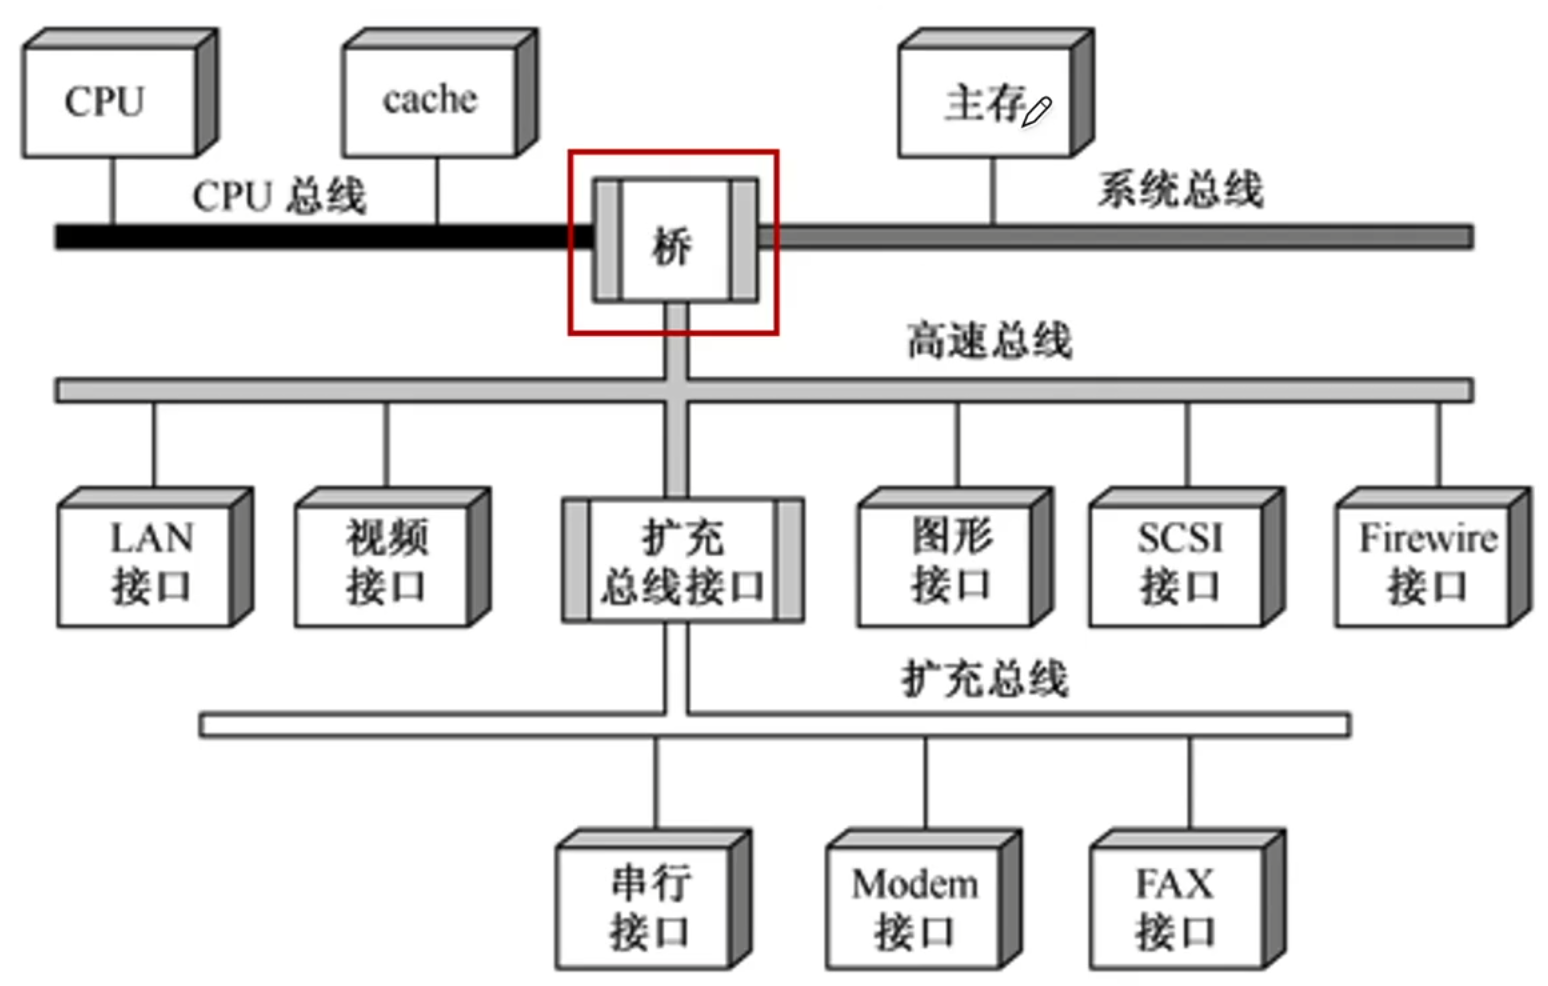 CPU
cache
主存
CPU 总线
系统总线
桥
高速总线
LAN
接口
视频
接口
扩充
总线接口
图形
接口
SCSI
接口
Firewire
接口
扩充总线
串行
接口
Modem
接口
FAX
接口